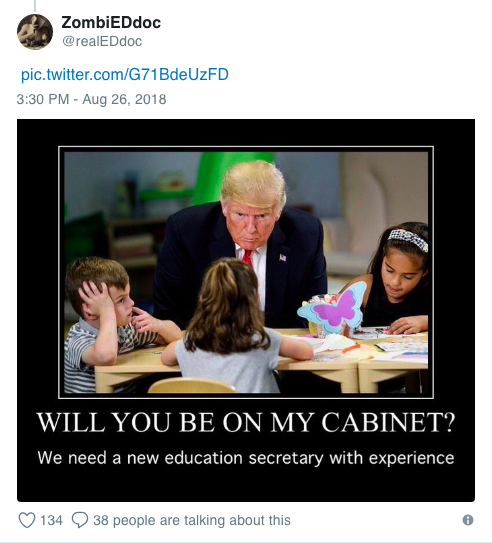 ZombiEDdoc
@realEDdoc
pic.twitter.com/G71BdeUzFD
3:30 PM - Aug 26, 2018
WILL YOU BE ON MY CABINET?
We need a new education secretary with experience
134 38 people are talking about this